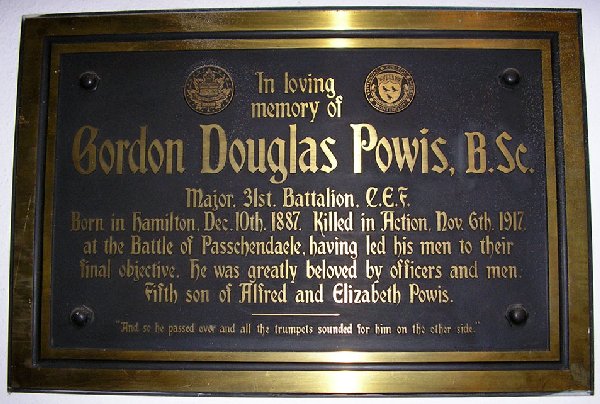 In loving
memory of
Gordon Douglas Powis, B.Sc.
Major, 31st. Battalion, C.E.F.
Born in Hamilton, Dec. 10th. 1887. Killed in Action, Nov. 6th. 1917,
at the Battle of Passchendaele, having led his men to their
final objective. He was greatly beloved by officers and men.
Fifth son of Alfred and Elizabeth Powis.
"And so he passed over and all the trumpets sounded for him on the other side."